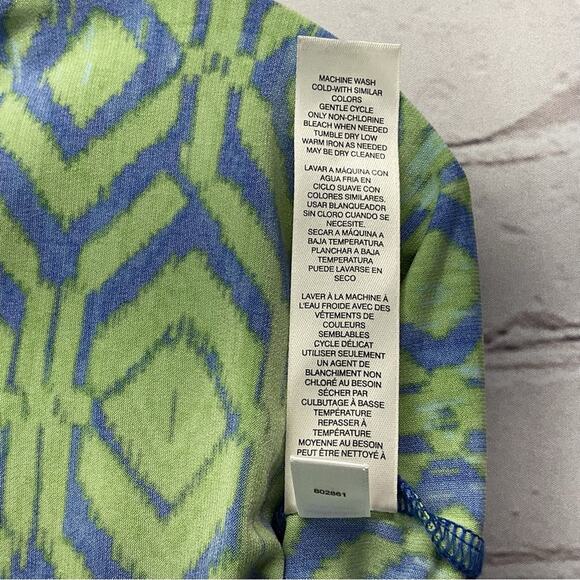 MACHINE WASH
COLD-WITH SIMILAR
COLORS
GENTLE CYCLE
ONLY NON-CHLORINE
BLEACH WHEN NEEDED
TUMBLE DRY LOW
WARM IRON AS NEEDED
MAY BE DRY CLEANED
LAVAR A MÁQUINA CON
AGUA FRIA EN
CICLO SUAVE CON
COLORES SIMILARES.
USAR BLANQUEADOR
SIN CLORO CUANDO SE
NECESITE.
SECAR A MÁQUINA A
BAJA TEMPERATURA
PLANCHAR A BAJA
TEMPERATURA
PUEDE LAVARSE EN
SECO
LAVER À LA MACHINE À
L'EAU FROIDE AVEC DES
VÊTEMENTS DE
COULEURS
SEMBLABLES
CYCLE DÉLICAT
UTILISER SEULEMENT
UN AGENT DE
BLANCHIMENT NON
CHLORÉ AU BESOIN
SÉCHER PAR
CULBUTAGE À BASSE
TEMPÉRATURE
REPASSER À
TEMPÉRATURE
MOYENNE AU BESOIN
PEUT ÊTRE NETTOYÉ À
802861